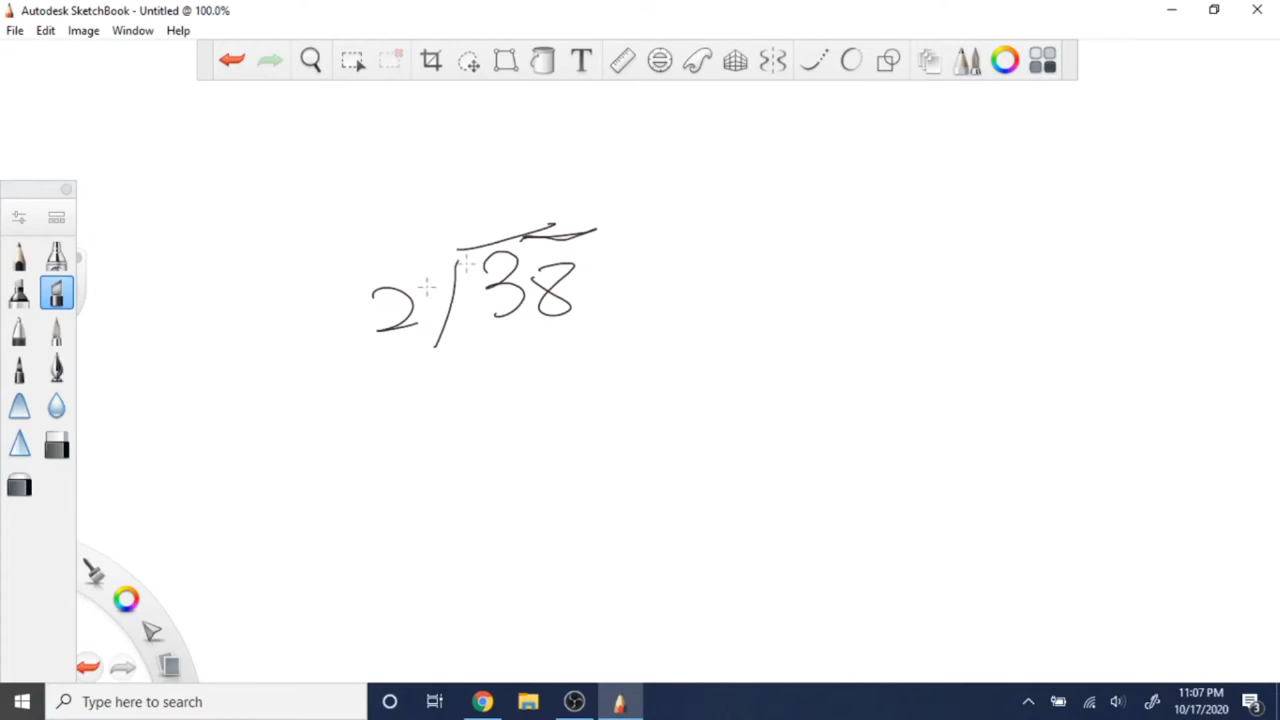 Autodesk SketchBook - Untitled @ 100.0%
File Edit Image Window Help
T
2 38
Type here to search
11:07 PM
10/17/2020
3